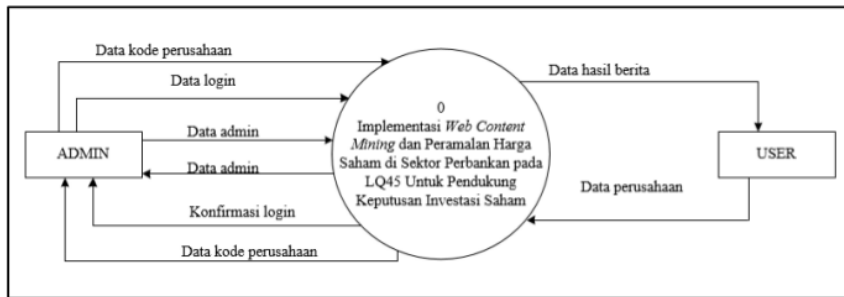 Data kode perusahaan
Data login
Data admin
Data admin
Konfirmasi login
Data kode perusahaan
ADMIN
0
Implementasi Web Content
Mining dan Peramalan Harga
Saham di Sektor Perbankan pada
LQ45 Untuk Pendukung
Keputusan Investasi Saham
Data hasil berita
USER
Data perusahaan